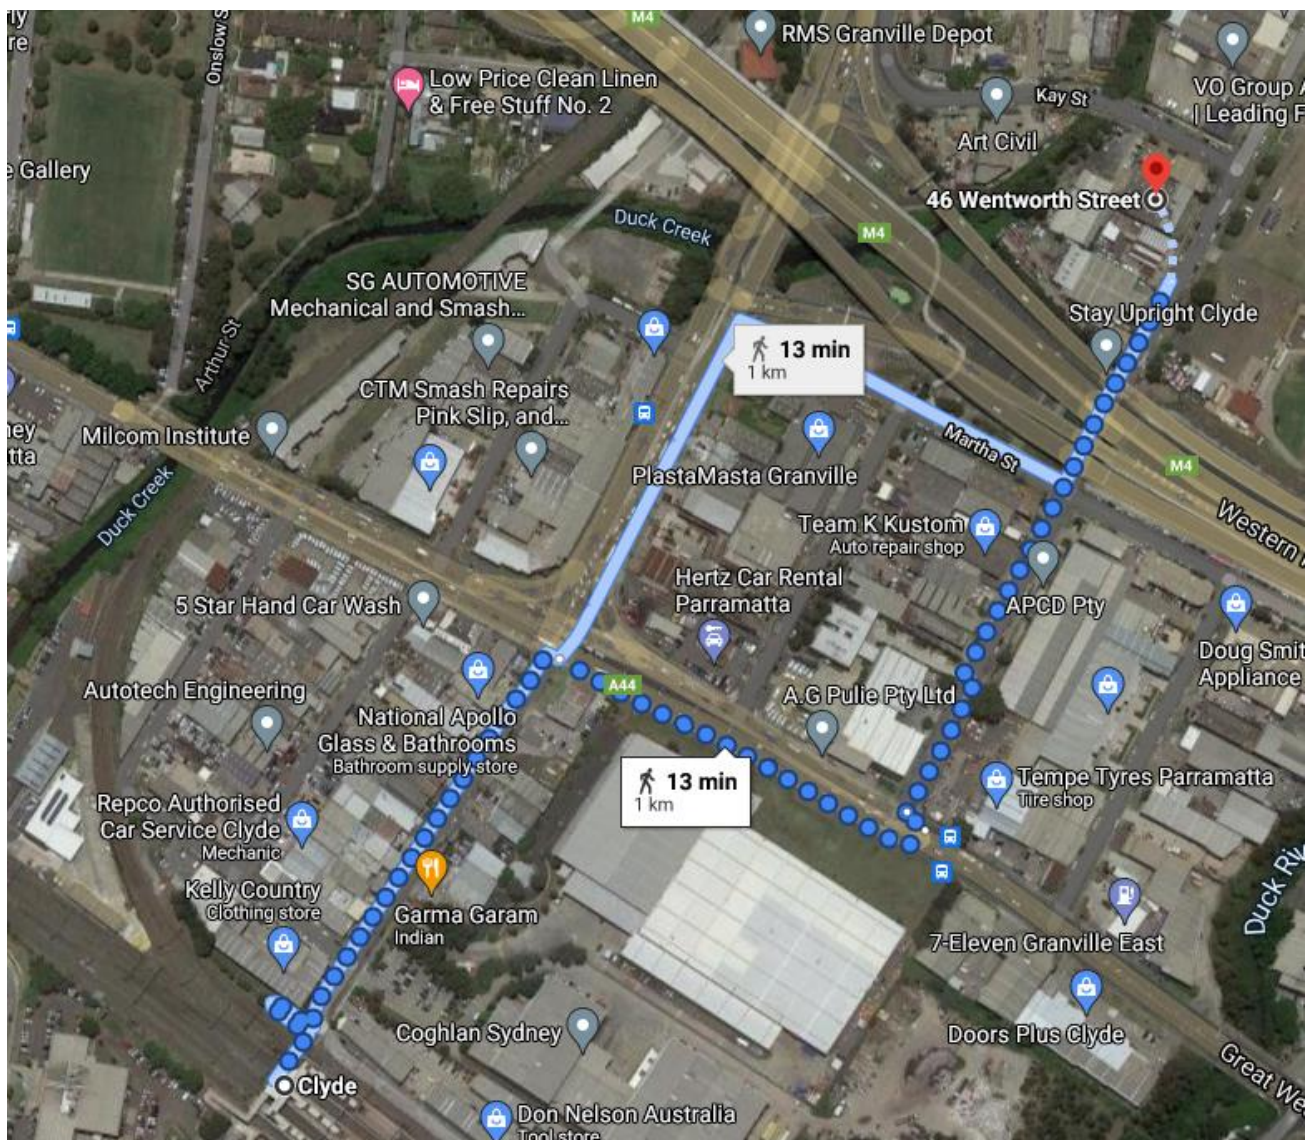 M4
RMS Granville Depot
Low Price Clean Linen
& Free Stuff No. 2
Onslow S
Kay St
VO Group A
| Leading F
Art Civil
e Gallery
46 Wentworth Street
Duck Creek
M4
SG AUTOMOTIVE
Mechanical and Smash...
Stay Upright Clyde
Arthur St
13 min
1 km
CTM Smash Repairs
Pink Slip, and...
Milcom Institute
ney
tta
Martha St
M4
PlastaMasta Granville
Duck Creek
Western
Team K Kustom
Auto repair shop
Hertz Car Rental
Parramatta
5 Star Hand Car Wash
APCD Pty
Doug Smit
Appliance
A44
Autotech Engineering
A.G Pulie Pty Ltd
National Apollo
Glass & Bathrooms
Bathroom supply store
13 min
1 km
Tempe Tyres Parramatta
Tire shop
Repco Authorised
Car Service Clyde
Mechanic
Kelly Country
Clothing store
Garma Garam
Indian
Duck Riv
7-Eleven Granville East
Coghlan Sydney
Doors Plus Clyde
Great We
Clyde
Don Nelson Australia
Tool store